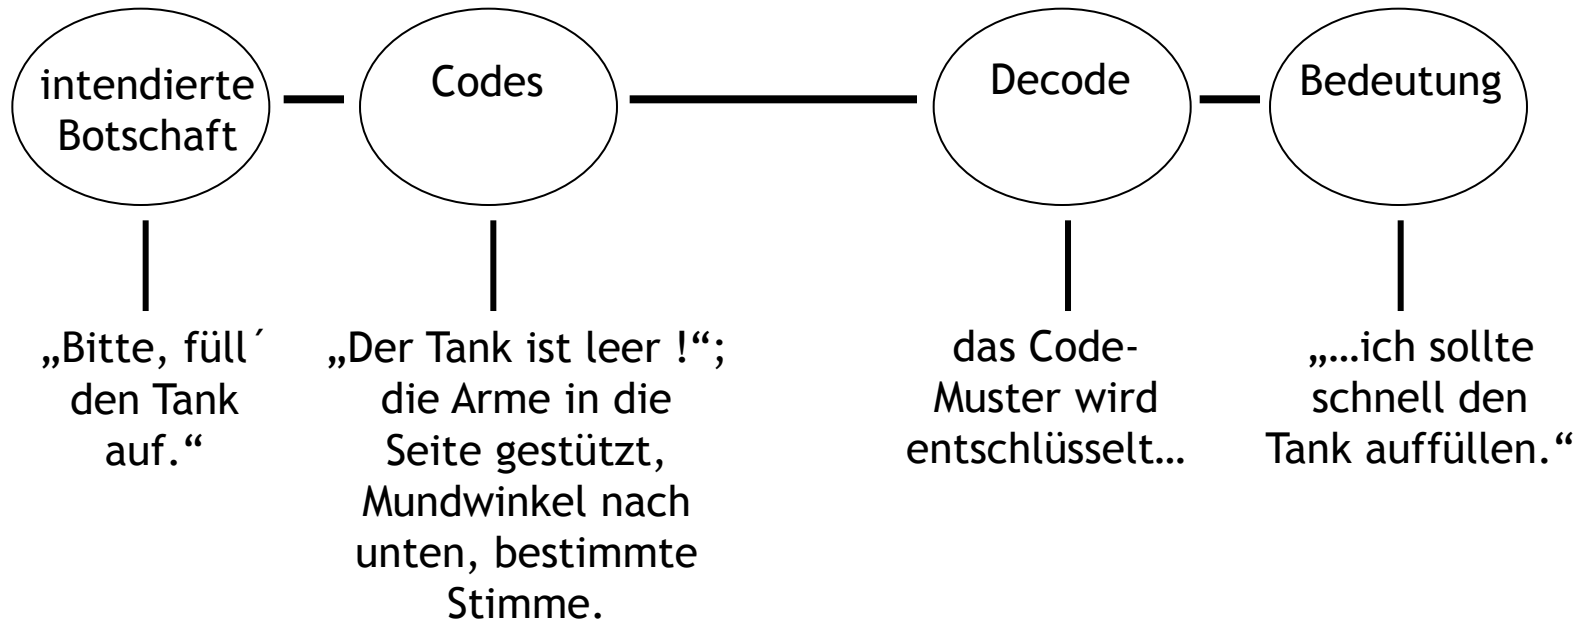 intendierte
Botschaft
Codes
Decode
Bedeutung
„Bitte, füll´
den Tank
auf.“
„Der Tank ist leer !“;
die Arme in die
Seite gestützt,
Mundwinkel nach
unten, bestimmte
Stimme.
das Code-
Muster wird
entschlüsselt…
„…ich sollte
schnell den
Tank auffüllen.“